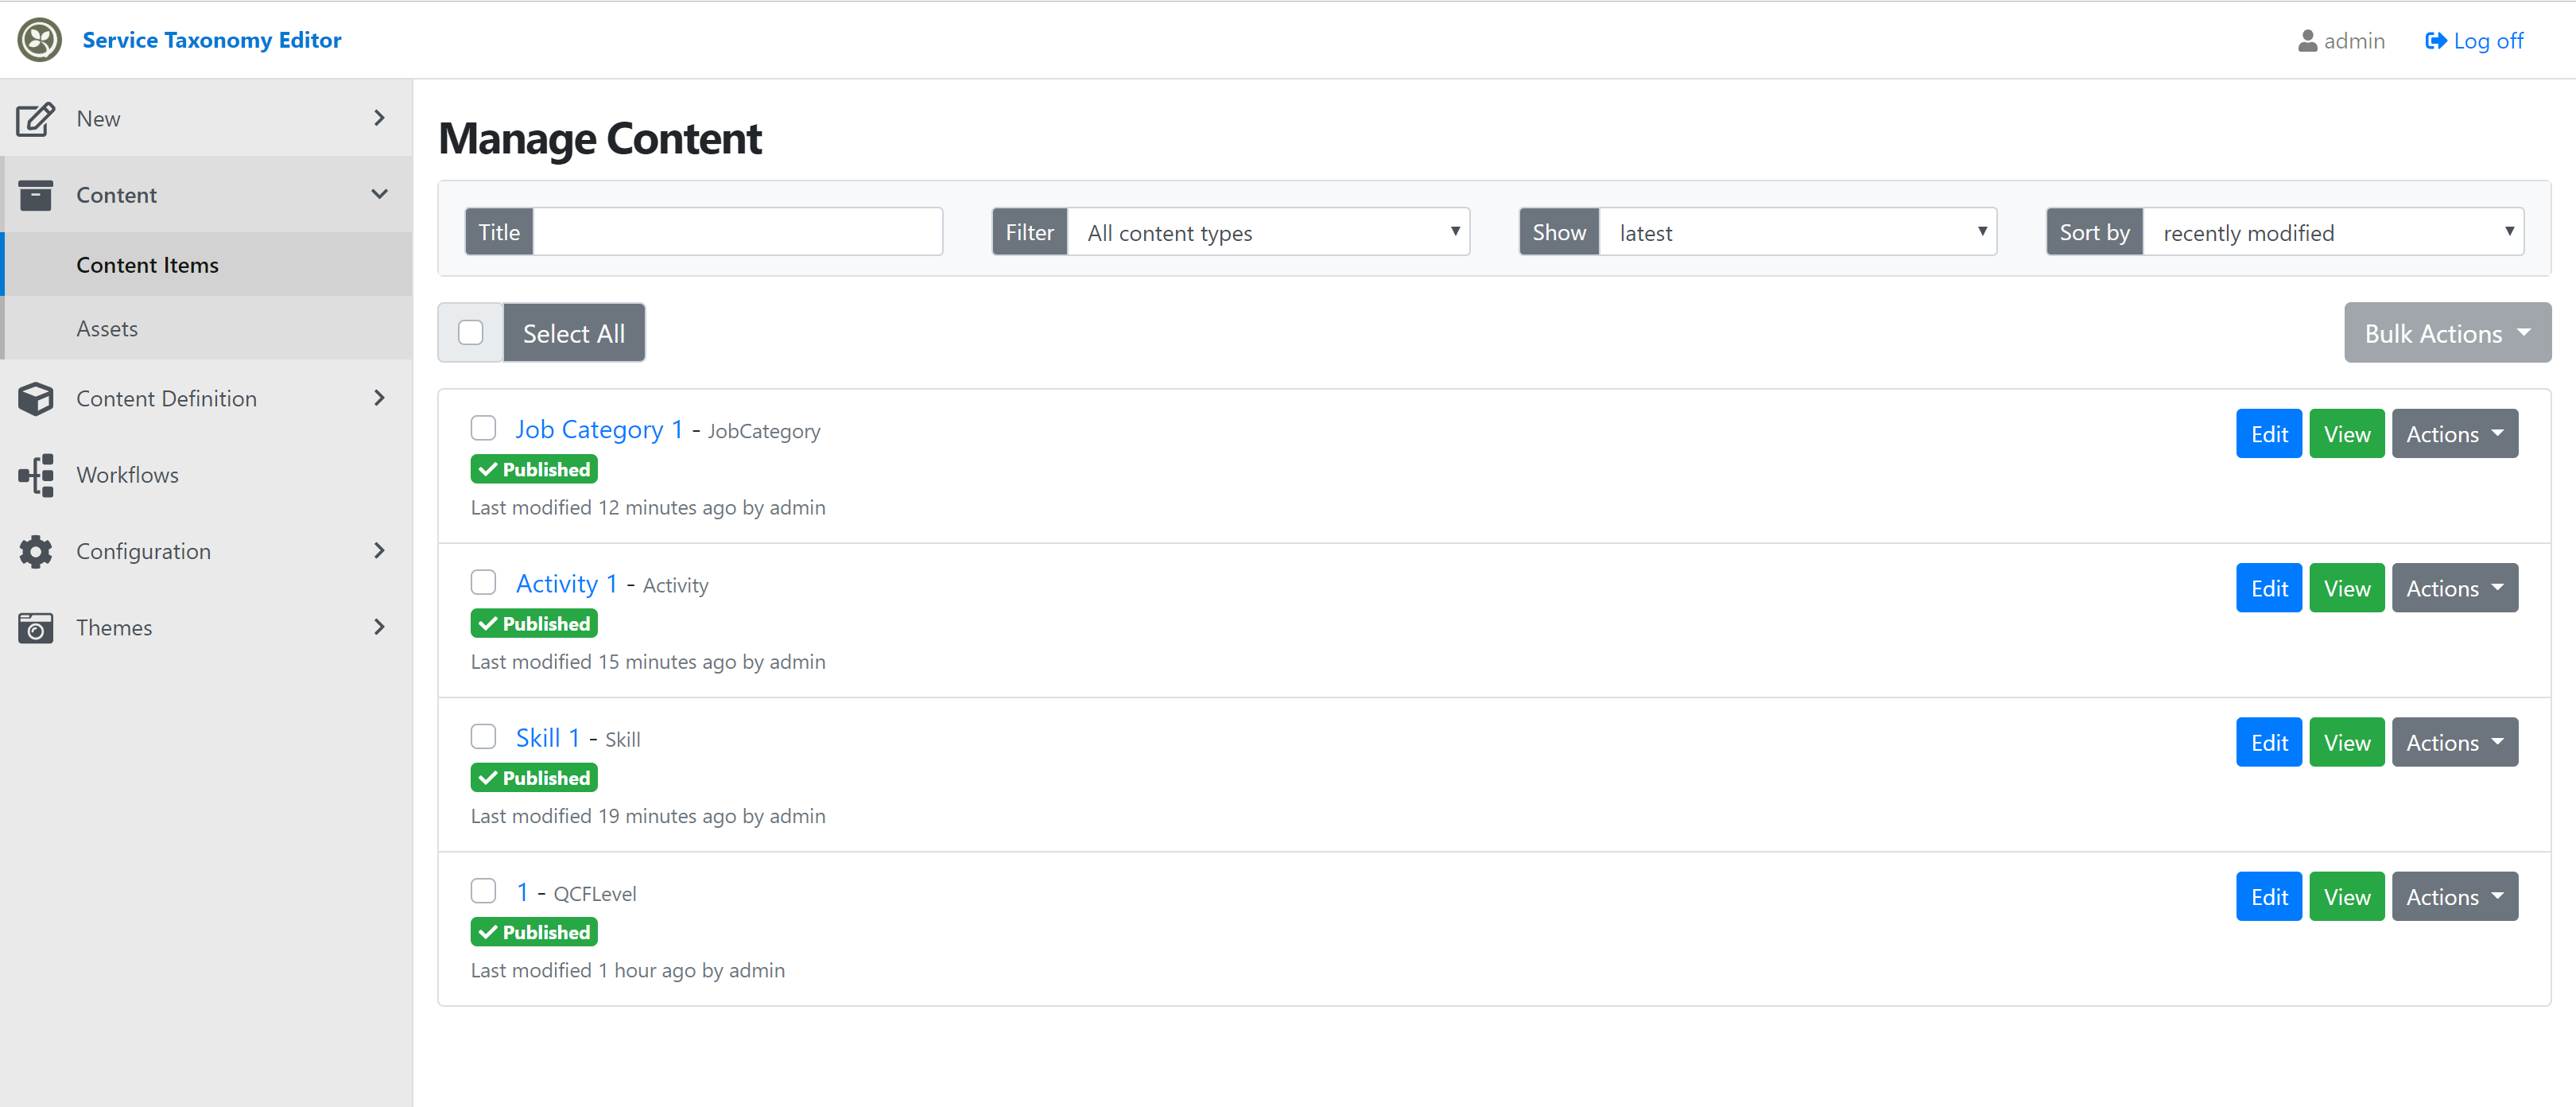 Service Taxonomy Editor
admin
Log off
New
Content
Content Items
Assets
Content Definition
Workflows
Configuration
Themes
Manage Content
Title
Filter All content types
Show latest
Sort by recently modified
Select All
Bulk Actions
Job Category 1 - JobCategory
Edit View Actions
Published
Last modified 12 minutes ago by admin
Activity 1 - Activity
Edit View Actions
Published
Last modified 15 minutes ago by admin
Skill 1 - Skill
Edit View Actions
Published
Last modified 19 minutes ago by admin
1 - QCFLevel
Edit View Actions
Published
Last modified 1 hour ago by admin